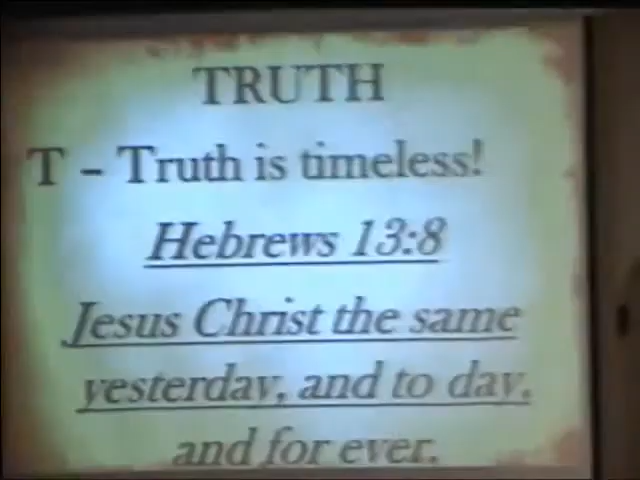 TRUTH
T – Truth is timeless!
Hebrews 13:8
Jesus Christ the same
yesterday, and to day,
and for ever.